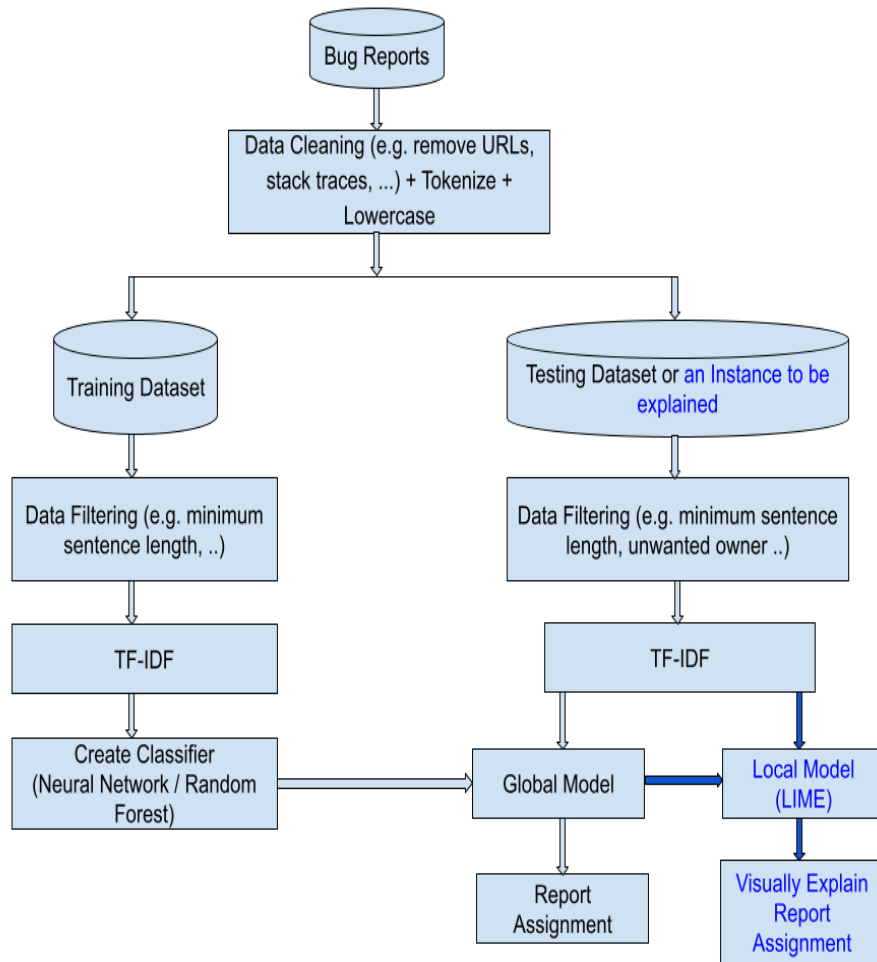 Bug Reports
Data Cleaning (e.g. remove URLs,
stack traces, ...) + Tokenize +
Lowercase
Training Dataset
Testing Dataset or an Instance to be
explained
Data Filtering (e.g. minimum
sentence length, ..)
Data Filtering (e.g. minimum sentence
length, unwanted owner ..)
TF-IDF
TF-IDF
Create Classifier
(Neural Network / Random
Forest)
Global Model
Local Model
(LIME)
Report
Assignment
Visually Explain
Report
Assignment